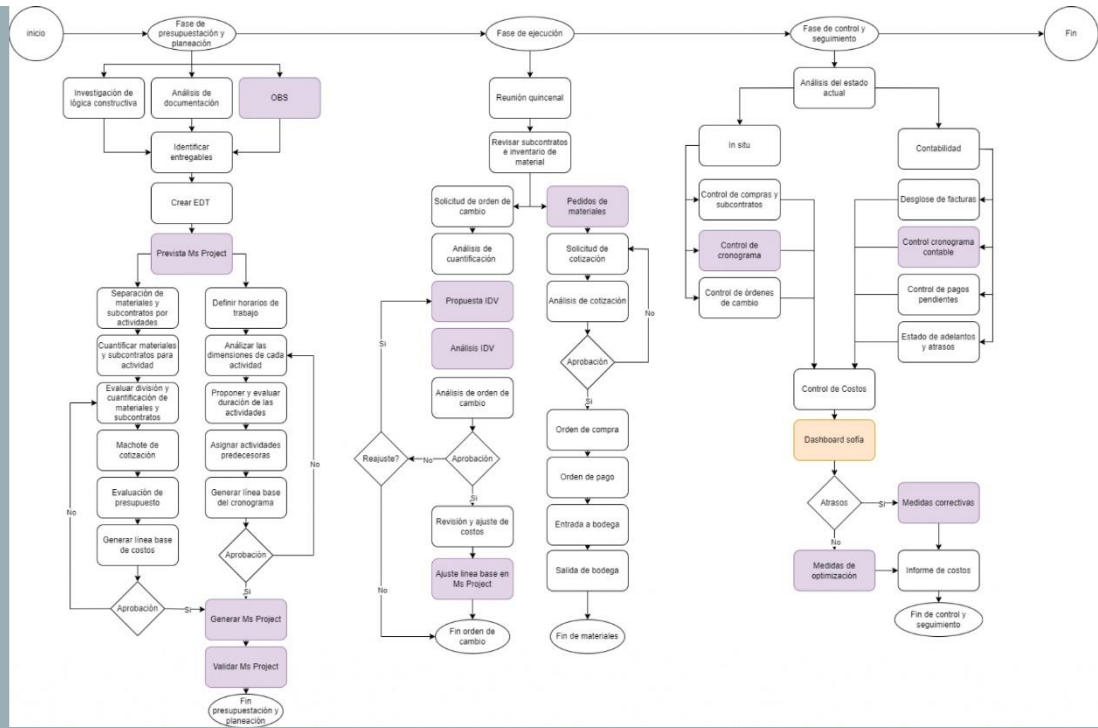 inicio
Fase de
presupuestación y
planeación
Fase de ejecución
Fase de control y
seguimiento
Fin
Investigación de
lógica constructiva
Análisis de
documentación
OBS
Identificar
entregables
Crear EDT
Prevista Ms Project
Separación de
materiales y
subcontratos por
actividades
Definir horarios de
trabajo
Cuantificar materiales
y subcontratos para
actividad
Análizar las
dimensiones de cada
actividad
Evaluar división y
cuantificación de
materiales y
subcontratos
Proponer y evaluar
duración de las
actividades
Machote de
cotización
Asignar actividades
predecesoras
No
Evaluación de
presupuesto
Generar línea base
del cronograma
No
Generar línea base
de costos
Aprobación
Si
Aprobación
Si
Generar Ms Project
Validar Ms Project
Fin
presupuestación y
planeación
Reunión quincenal
Revisar subcontratos
e inventario de
material
Solicitud de orden de
cambio
Pedidos de
materiales
Análisis de
cuantificación
Solicitud de
cotización
Propuesta IDV
Análisis de cotización
No
Si
Análisis IDV
Aprobación
Si
Análisis de orden de
cambio
Orden de compra
Reajuste?
No
Aprobación
Si
Orden de pago
Revisión y ajuste de
costos
Entrada a bodega
Ajuste linea base en
Ms Project
Salida de bodega
No
Fin orden de
cambio
Fin de materiales
Análisis del estado
actual
In situ
Contabilidad
Control de compras y
subcontratos
Desglose de facturas
Control de
cronograma
Control cronograma
contable
Control de órdenes
de cambio
Control de pagos
pendientes
Estado de adelantos
y atrasos
Control de Costos
Dashboard sofía
Atrasos
Si
Medidas correctivas
No
Medidas de
optimización
Informe de costos
Fin de control y
seguimiento